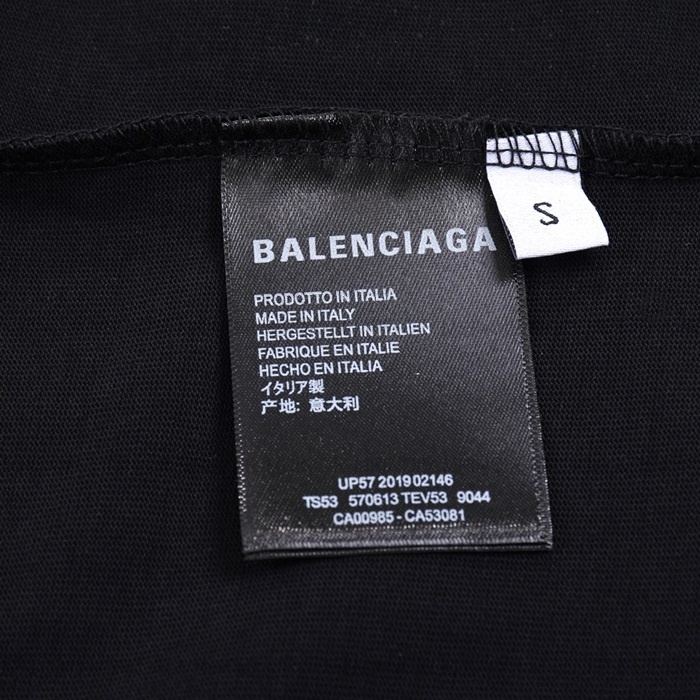 BALENCIAGA
S
PRODOTTO IN ITALIA
MADE IN ITALY
HERGESTELLT IN ITALIEN
FABRIQUE EN ITALIE
HECHO EN ITALIA
イタリア製
产地: 意大利
UP57 2019 02146
TS53 570613 TEV53 9044
CA00985 - CA53081